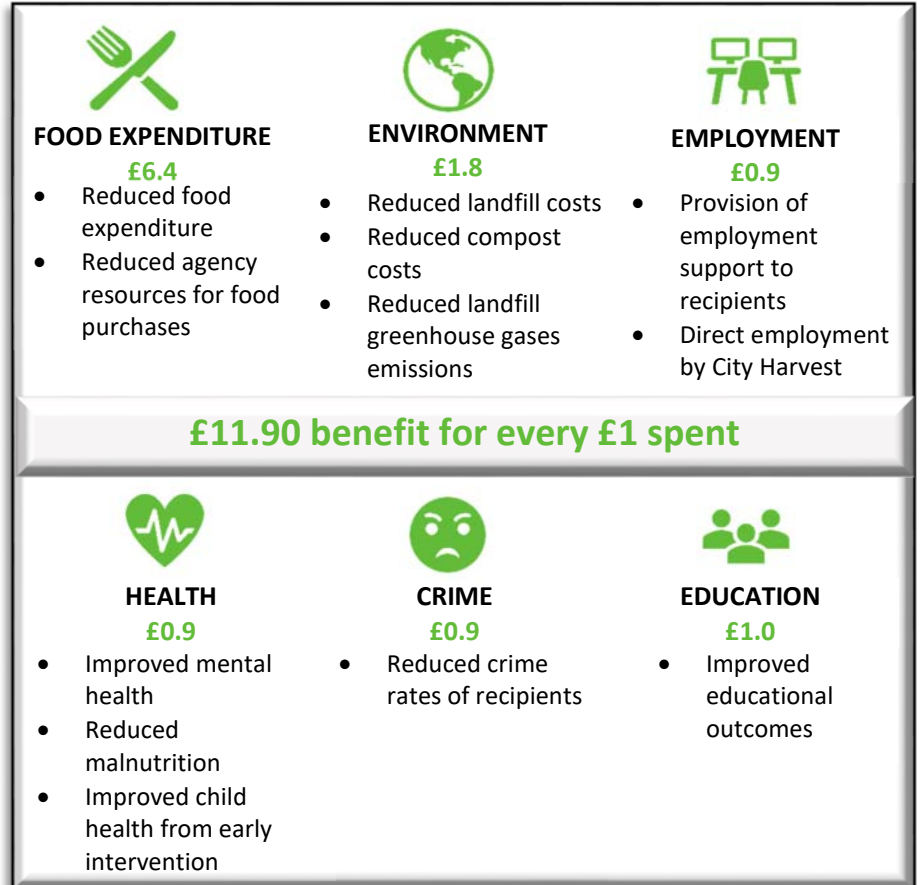 FOOD EXPENDITURE
£6.4
• Reduced food
expenditure
• Reduced agency
resources for food
purchases
ENVIRONMENT
£1.8
• Reduced landfill costs
• Reduced compost
costs
• Reduced landfill
greenhouse gases
emissions
EMPLOYMENT
£0.9
• Provision of
employment
support to
recipients
• Direct employment
by City Harvest
£11.90 benefit for every £1 spent
HEALTH
£0.9
• Improved mental
health
• Reduced
malnutrition
• Improved child
health from early
intervention
CRIME
£0.9
• Reduced crime
rates of recipients
EDUCATION
£1.0
• Improved
educational
outcomes